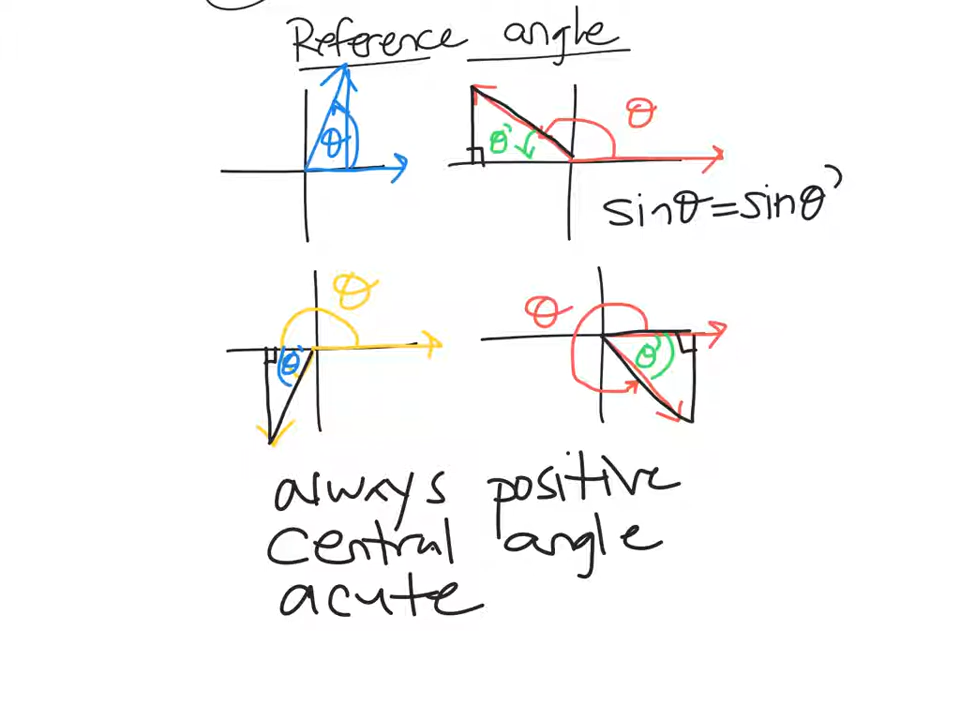 Reference angle
θ
θ' θ
sinθ=sinθ'
θ
θ'
θ
θ'
always positive
central angle
acute